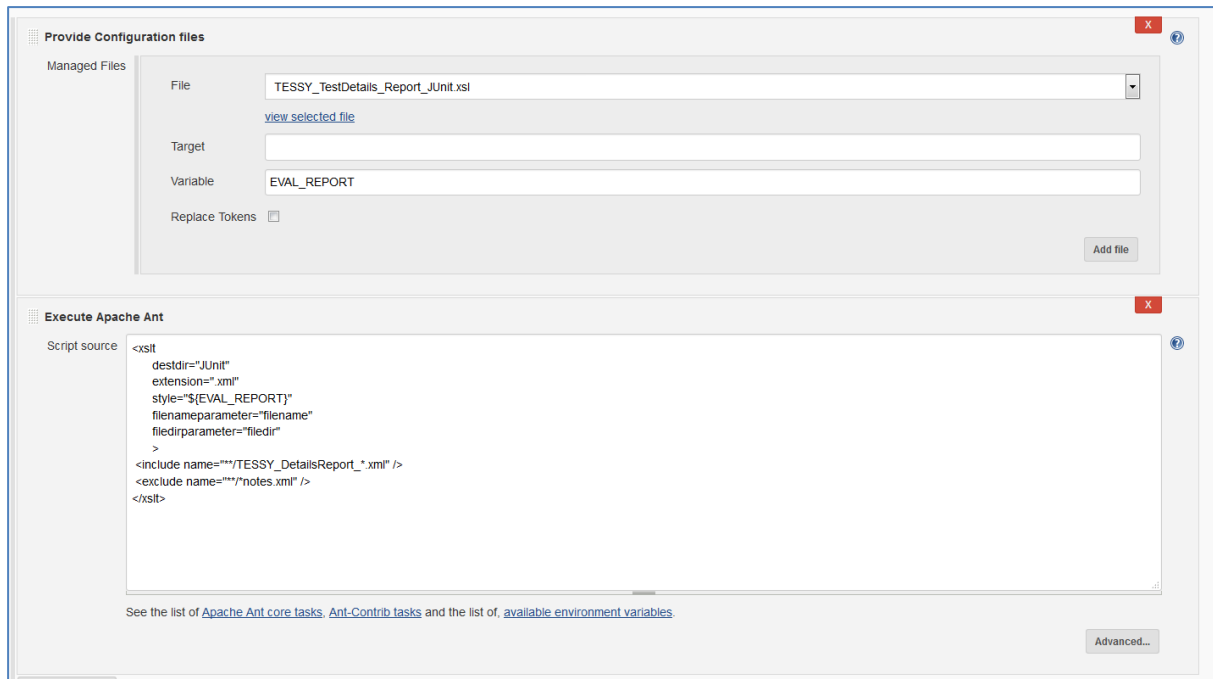 X
Provide Configuration files
Managed Files
File TESSY_TestDetails_Report_JUnit.xsl
view selected file
Target
Variable EVAL_REPORT
Replace Tokens
Add file
X
Execute Apache Ant
Script source <xslt
destdir="JUnit"
extension=".xml"
style="${EVAL_REPORT}"
filenameparameter="filename"
filedirparameter="filedir"
>
<include name="**/TESSY_DetailsReport_*.xml" />
<exclude name="**/*notes.xml" />
</xslt>
See the list of Apache Ant core tasks, Ant-Contrib tasks and the list of, available environment variables.
Advanced...